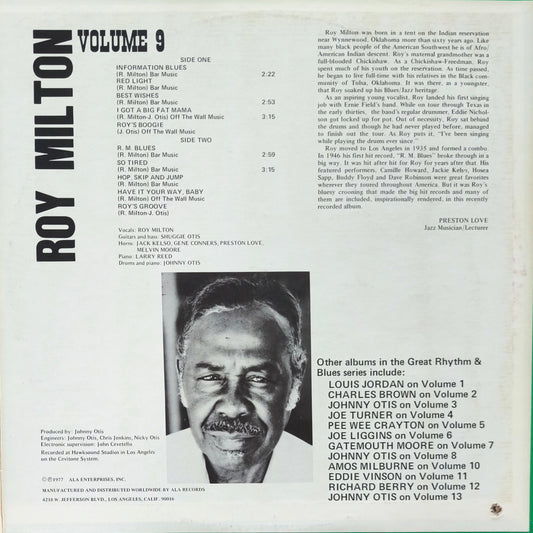 ROY MILTON
VOLUME 9
SIDE ONE
INFORMATION BLUES
(R. Milton) Bar Music 2:22
RED LIGHT
(R. Milton) Bar Music
BEST WISHES
(R. Milton) Bar Music 2:53
I GOT A BIG FAT MAMA
(R. Milton-J. Otis) Off The Wall Music 3:15
ROY'S BOOGIE
(J. Otis) Off The Wall Music
SIDE TWO
R. M. BLUES
(R. Milton) Bar Music 2:59
SO TIRED
(R. Milton) Bar Music 3:15
HOP, SKIP AND JUMP
(R. Milton) Bar Music
HAVE IT YOUR WAY, BABY
(R. Milton) Off The Wall Music
ROY'S GROOVE
(R. Milton-J. Otis)
Vocals: ROY MILTON
Guitars and bass: SHUGGIE OTIS
Horns: JACK KELSO, GENE CONNERS, PRESTON LOVE,
MELVIN MOORE
Piano: LARRY REED
Drums and piano: JOHNNY OTIS
Roy Milton was born in a tent on the Indian reservation
near Wynnewood, Oklahoma more than sixty years ago. Like
many black people of the American Southwest he is of Afro/
American Indian extraction. Roy's maternal grandmother was a
full-blooded Chickishaw. As a Chickishaw-Freedman, Roy
spent much of his youth on the reservation. As time passed,
he began to live full-time with his relatives in the Black com-
munity of Tulsa, Oklahoma. It was there, as a youngster,
that Roy soaked up his Blues/Jazz heritage.
As an aspiring young vocalist, Roy landed his first singing
job with Ernie Field's band. While on tour through Texas in
the early thirties, the band's regular drummer, Eddie Nichol-
son got locked up for pot. Out of necessity, Roy sat behind
the drums and though he had never played before, managed
to finish out the tour. As Roy puts it, "I've been singing
while playing the drums ever since."
Roy moved to Los Angeles in 1935 and formed a combo.
In 1946 his first hit record, "R. M. Blues" broke through in a
big way. It was hit after hit for Roy for years after that. His
featured performers, Camille Howard, Jackie Kelso, Hosea
Sapp, Buddy Floyd and Dave Robinson were great favorites
wherever they toured throughout America. But it was Roy's
bluesy crooning that made the big hit records and many of
them are included, inspirationally rendered, in this recently
recorded album.
PRESTON LOVE
Jazz Musician/Lecturer
Other albums in the Great Rhythm &
Blues series include:
LOUIS JORDAN on Volume 1
CHARLES BROWN on Volume 2
JOHNNY OTIS on Volume 3
JOE TURNER on Volume 4
PEE WEE CRAYTON on Volume 5
JOE LIGGINS on Volume 6
GATEMOUTH MOORE on Volume 7
JOHNNY OTIS on Volume 8
AMOS MILBURNE on Volume 10
EDDIE VINSON on Volume 11
RICHARD BERRY on Volume 12
JOHNNY OTIS on Volume 13
Produced by: Johnny Otis
Engineers: Johnny Otis, Chris Jenkins, Nicky Otis
Electronic supervision: John Cevetello
Recorded at Hawksound Studios in Los Angeles
on the Cevitone System.
©℗1977 ALA ENTERPRISES, INC.
MANUFACTURED AND DISTRIBUTED WORLDWIDE BY ALA RECORDS
4218 W. JEFFERSON BLVD., LOS ANGELES, CALIF. 90016